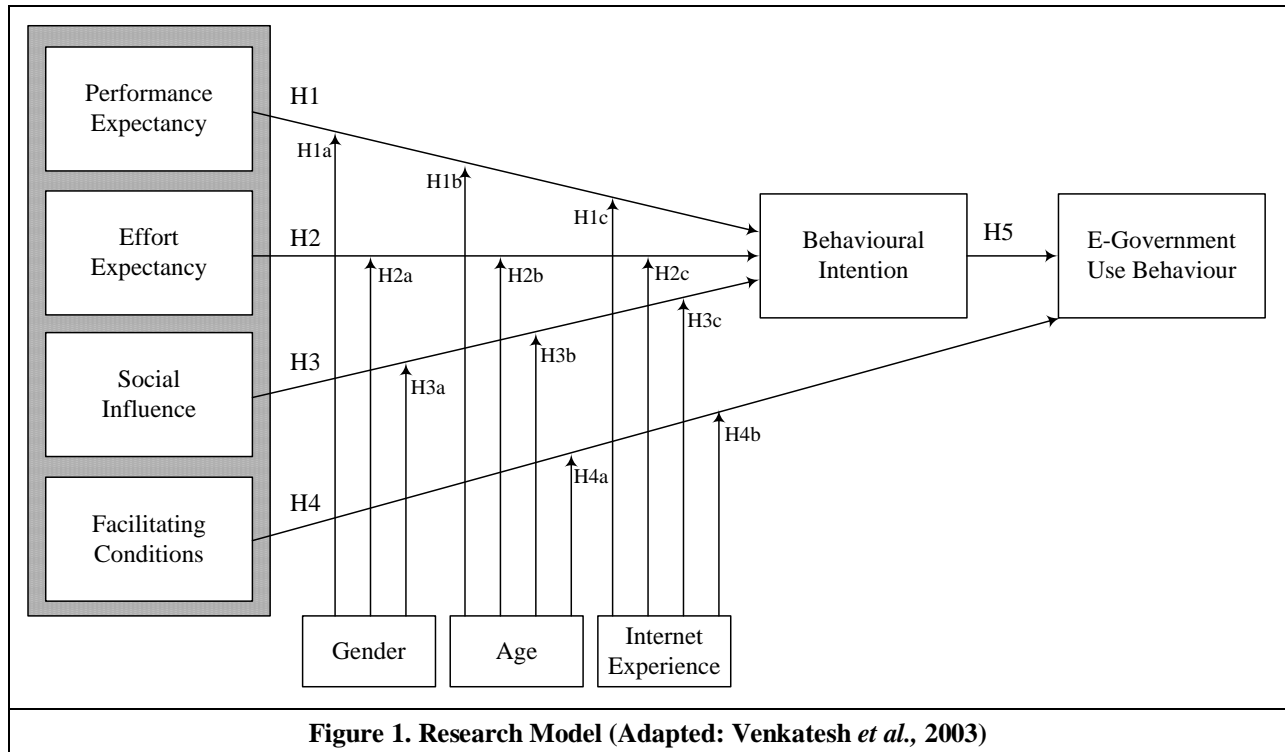 Performance
Expectancy
H1
H1a
H1b
H1c
Effort
Expectancy
H2
H2a
H2b
H2c
Behavioural
Intention
H5
E-Government
Use Behaviour
Social
Influence
H3
H3a
H3b
H3c
Facilitating
Conditions
H4
H4a
H4b
Gender
Age
Internet
Experience
Figure 1. Research Model (Adapted: Venkatesh et al., 2003)